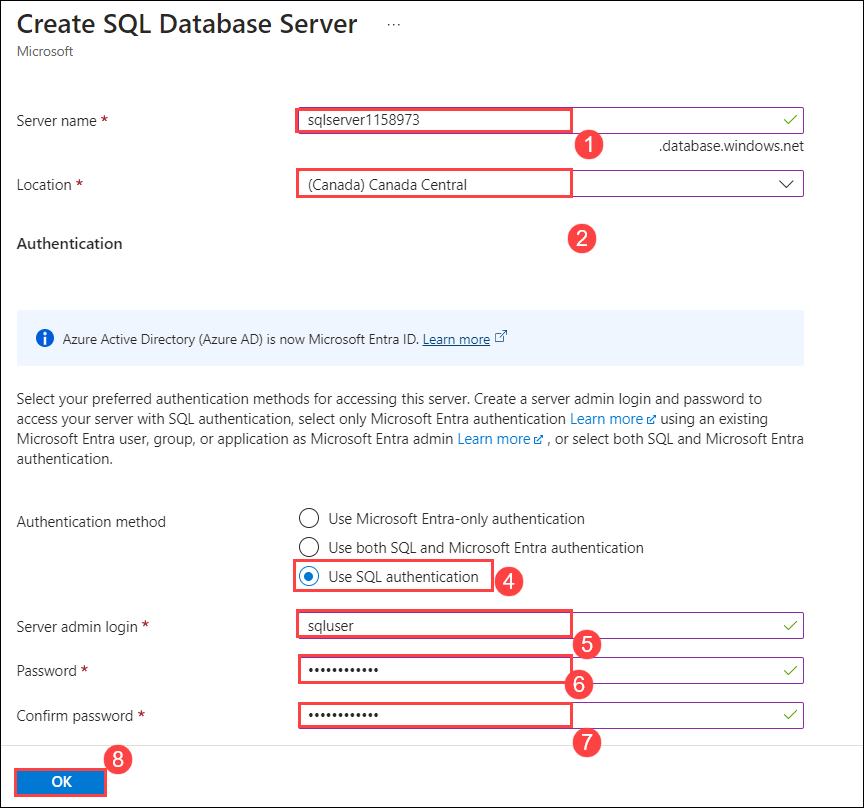 Create SQL Database Server ...
Microsoft
Server name *
sqlserver1158973
1
.database.windows.net
Location *
(Canada) Canada Central
2
Authentication
Azure Active Directory (Azure AD) is now Microsoft Entra ID. Learn more
Select your preferred authentication methods for accessing this server. Create a server admin login and password to
access your server with SQL authentication, select only Microsoft Entra authentication Learn more using an existing
Microsoft Entra user, group, or application as Microsoft Entra admin Learn more , or select both SQL and Microsoft Entra
authentication.
Authentication method
Use Microsoft Entra-only authentication
Use both SQL and Microsoft Entra authentication
Use SQL authentication 4
Server admin login *
sqluser
5
Password *
••••••••••••
6
Confirm password *
••••••••••••
7
8
OK